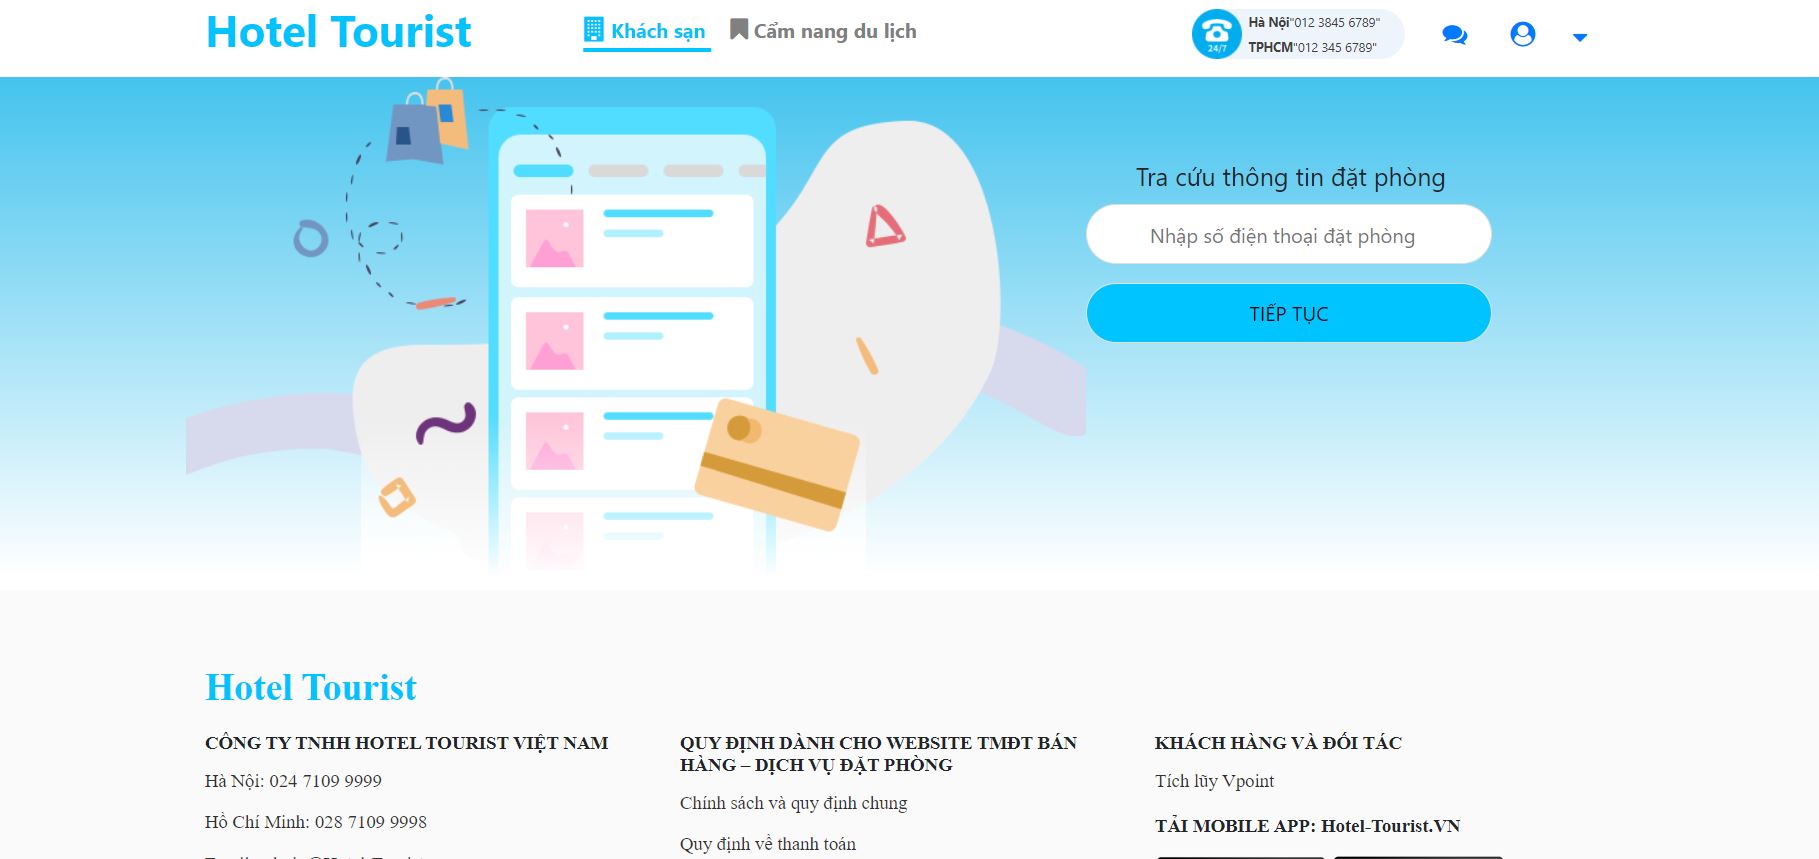 Hotel Tourist
Khách sạn
Cẩm nang du lịch
24/7
Hà Nội"012 3845 6789"
TPHCM"012 345 6789"
Tra cứu thông tin đặt phòng
Nhập số điện thoại đặt phòng
TIẾP TỤC
Hotel Tourist
CÔNG TY TNHH HOTEL TOURIST VIỆT NAM
Hà Nội: 024 7109 9999
Hồ Chí Minh: 028 7109 9998
QUY ĐỊNH DÀNH CHO WEBSITE TMĐT BÁN
HÀNG – DỊCH VỤ ĐẶT PHÒNG
Chính sách và quy định chung
Quy định về thanh toán
KHÁCH HÀNG VÀ ĐỐI TÁC
Tích lũy Vpoint
TẢI MOBILE APP: Hotel-Tourist.VN